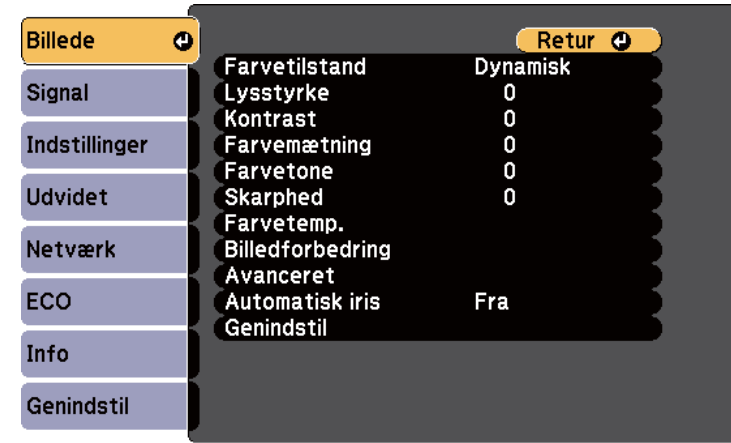 Billede
Signal
Indstillinger
Udvidet
Netværk
ECO
Info
Genindstil
Retur
Farvetilstand Dynamisk
Lysstyrke 0
Kontrast 0
Farvemætning 0
Farvetone 0
Skarphed 0
Farvetemp.
Billedforbedring
Avanceret
Automatisk iris Fra
Genindstil